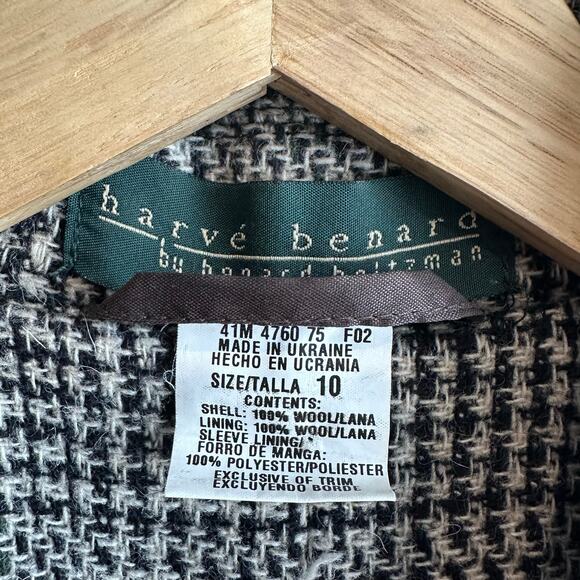 harvé benard
by benard holtzman
41M 4760 75 F02
MADE IN UKRAINE
HECHO EN UCRANIA
SIZE/TALLA 10
CONTENTS:
SHELL: 100% WOOL/LANA
LINING: 100% WOOL/LANA
SLEEVE LINING/
FORRO DE MANGA:
100% POLYESTER/POLIESTER
EXCLUSIVE OF TRIM
EXCLUYENDO BORDE